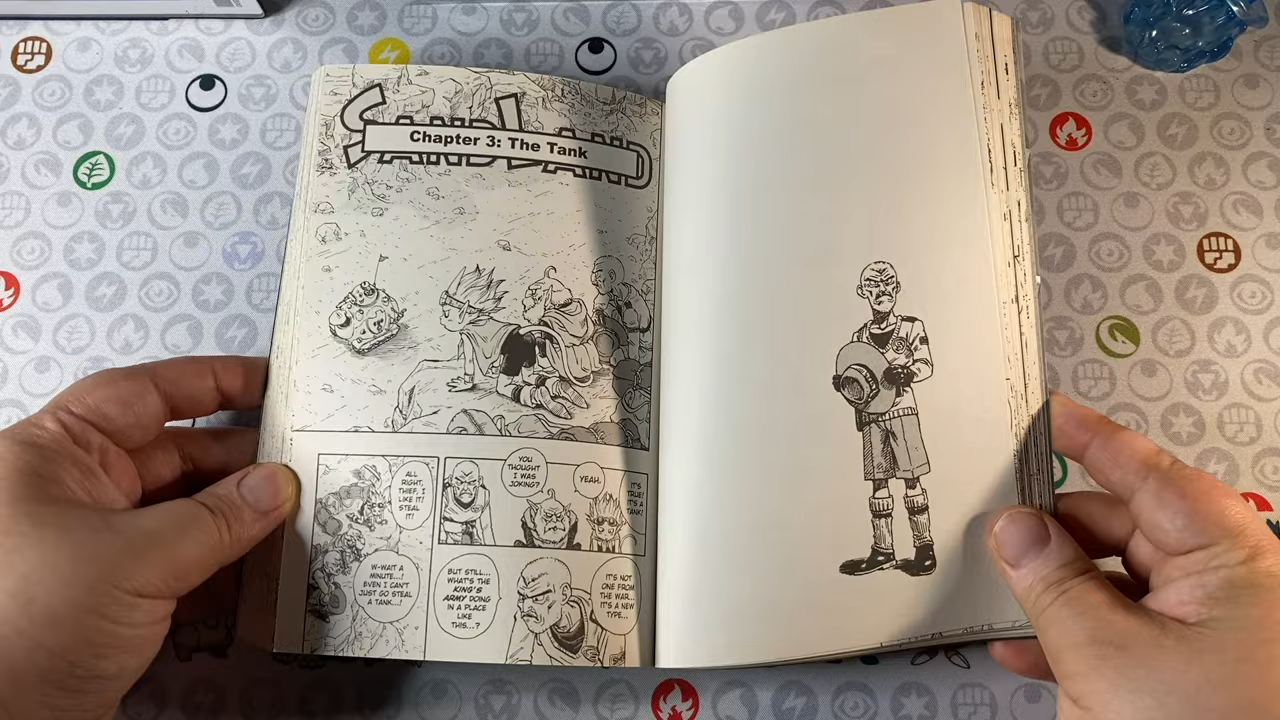 SAND LAND
Chapter 3: The Tank
IT'S
TRUE!
IT'S A
TANK!
YEAH.
YOU
THOUGHT
I WAS
JOKING?
IT'S NOT
ONE FROM
THE WAR...
IT'S A NEW
TYPE...
BUT STILL...
WHAT'S THE
KING'S
ARMY DOING
IN A PLACE
LIKE
THIS...?
ALL
RIGHT,
THIEF, I
LIKE IT!
STEAL
IT!
W-WAIT A
MINUTE...!
EVEN I CAN'T
JUST GO STEAL
A TANK...!